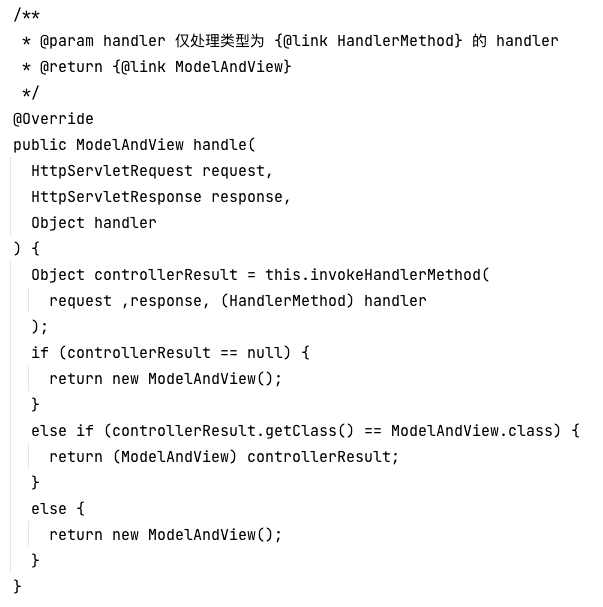 /**
 * @param handler 仅处理类型为 {@link HandlerMethod} 的 handler
 * @return {@link ModelAndView}
 */
@Override
public ModelAndView handle(
  HttpServletRequest request,
  HttpServletResponse response,
  Object handler
) {
  Object controllerResult = this.invokeHandlerMethod(
    request ,response, (HandlerMethod) handler
  );
  if (controllerResult == null) {
    return new ModelAndView();
  }
  else if (controllerResult.getClass() == ModelAndView.class) {
    return (ModelAndView) controllerResult;
  }
  else {
    return new ModelAndView();
  }
}